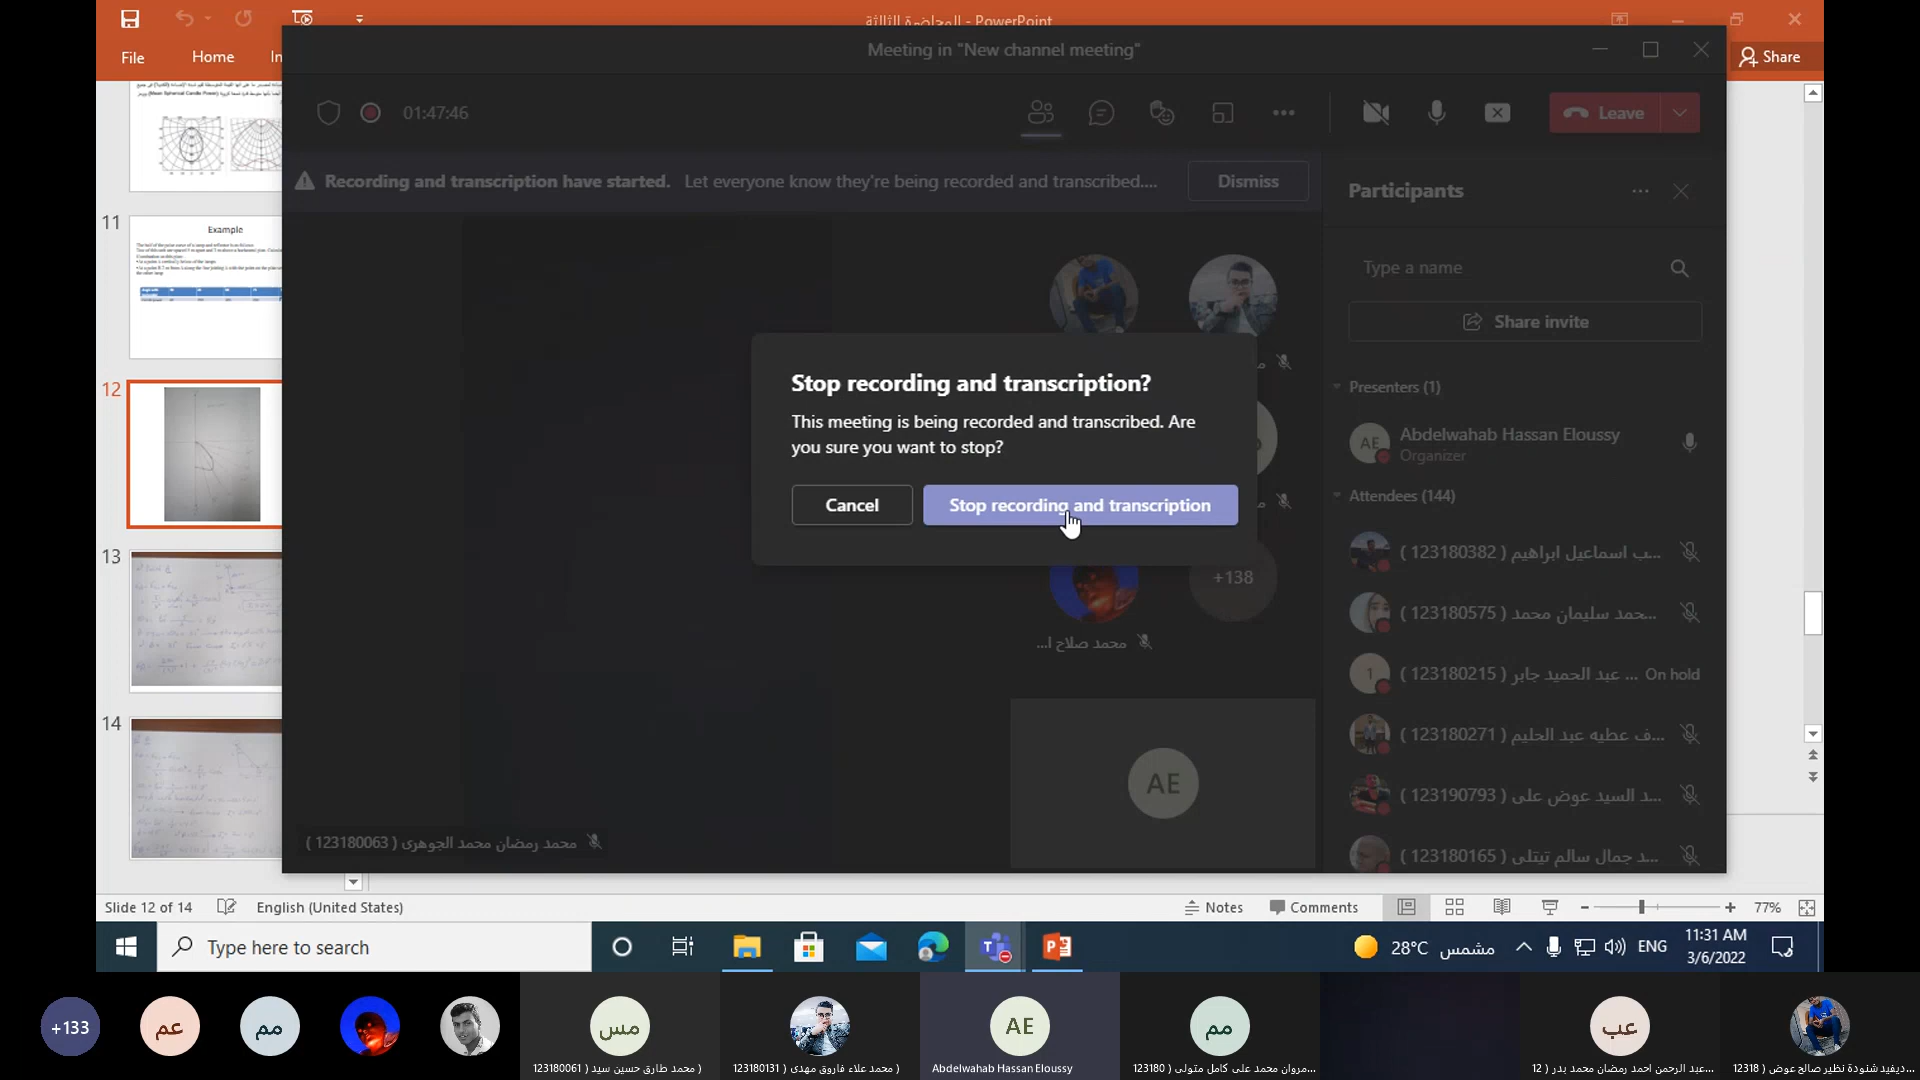 المحاضرة الثالثة - PowerPoint
File
Home
Share
Meeting in "New channel meeting"
01:47:46
Leave
Recording and transcription have started. Let everyone know they're being recorded and transcribed....
Dismiss
Participants
Type a name
Share invite
Presenters (1)
AE
Abdelwahab Hassan Eloussy
Organizer
Attendees (144)
...ب اسماعيل ابراهيم ( 123180382 )
...حمد سليمان محمد ( 123180575 )
... عبد الحميد جابر ( 123180215 )
On hold
...ف عطيه عبد الحليم ( 123180271 )
...د السيد عوض على ( 123190793 )
...د جمال سالم تيتلى ( 123180165 )
Stop recording and transcription?
This meeting is being recorded and transcribed. Are
you sure you want to stop?
Cancel
Stop recording and transcription
+138
محمد صلاح ا...
AE
محمد رمضان محمد الجوهرى ( 123180063 )
(Mean Spherical Candle Power)
11
Example
12
13
14
Slide 12 of 14
English (United States)
Notes
Comments
77%
Type here to search
28°C مشمس
ENG
11:31 AM
3/6/2022
+133
عم
مم
مس
محمد طارق حسين سيد ( 123180061 )
محمد علاء فاروق مهدى ( 123180131 )
AE
Abdelwahab Hassan Eloussy
مم
مروان محمد على كامل متولى ( 123180...
عب
عبد الرحمن احمد رمضان محمد بدر ( 12...
ديفيد شنودة نظير صالح عوض ( 12318...